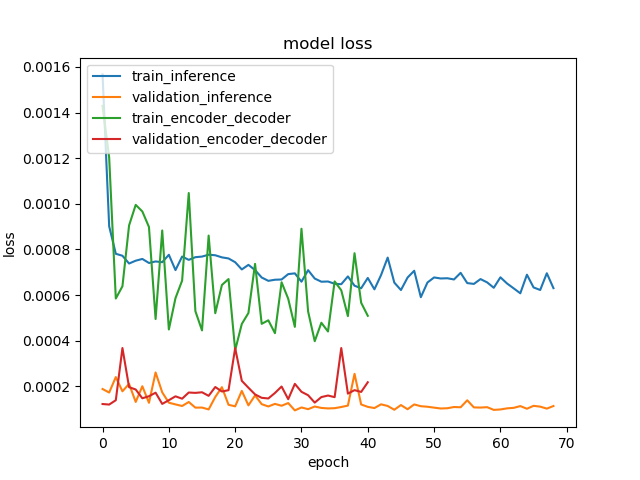 model loss
train_inference
validation_inference
train_encoder_decoder
validation_encoder_decoder
0.0016
0.0014
0.0012
0.0010
0.0008
0.0006
0.0004
0.0002
loss
0 10 20 30 40 50 60 70
epoch